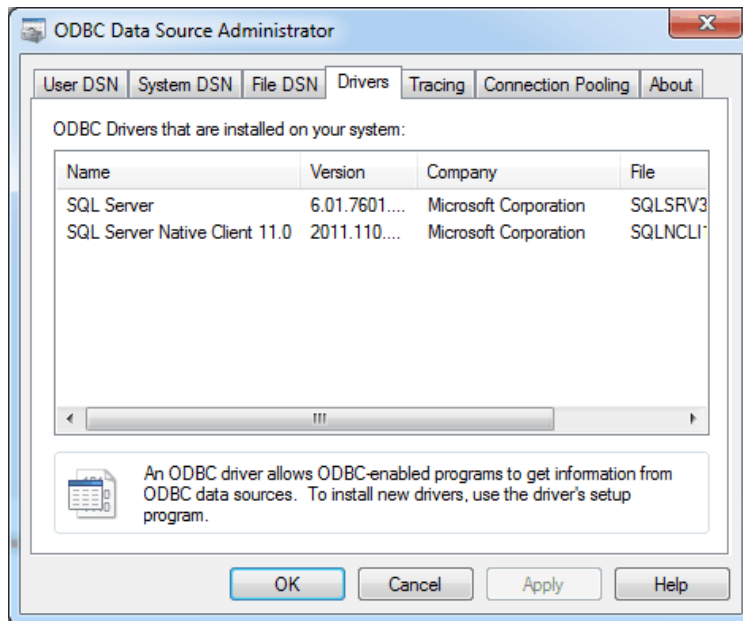 ODBC Data Source Administrator
User DSN System DSN File DSN Drivers Tracing Connection Pooling About
ODBC Drivers that are installed on your system:
Name Version Company File
SQL Server 6.01.7601.... Microsoft Corporation SQLSRV3
SQL Server Native Client 11.0 2011.110.... Microsoft Corporation SQLNCLI1
An ODBC driver allows ODBC-enabled programs to get information from
ODBC data sources. To install new drivers, use the driver's setup
program.
OK Cancel Apply Help